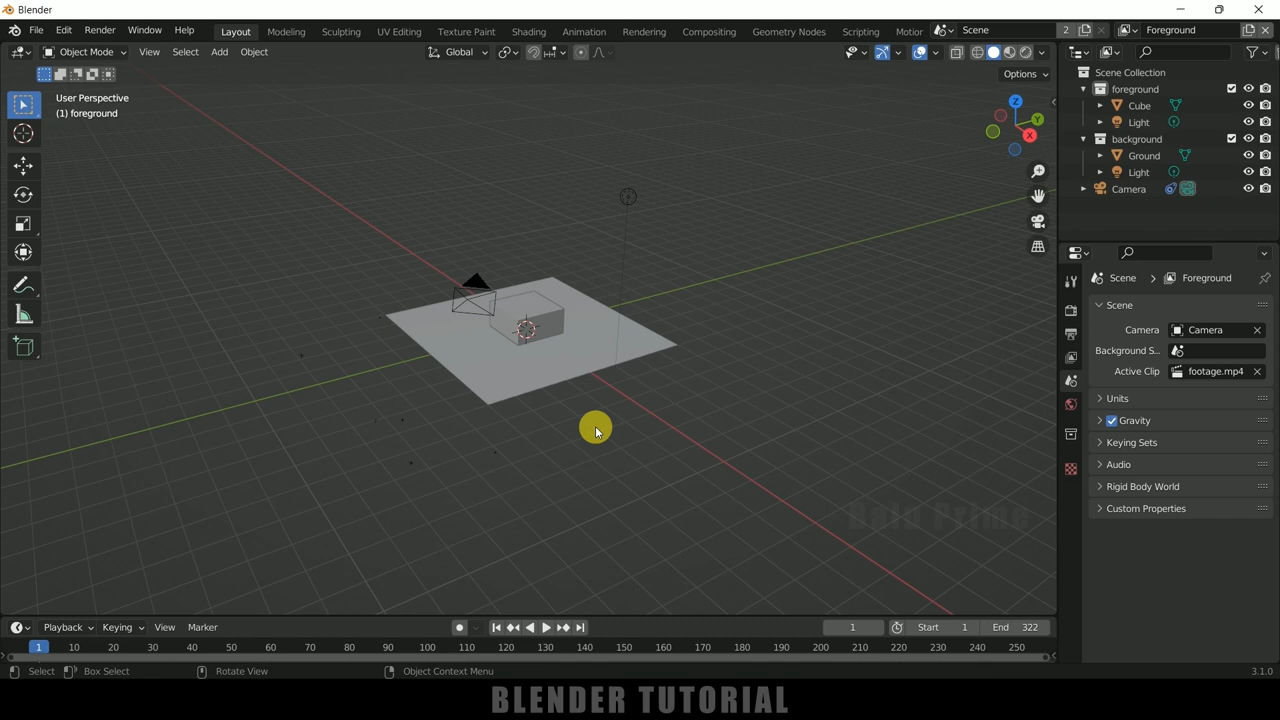 Blender
File Edit Render Window Help Layout Modeling Sculpting UV Editing Texture Paint Shading Animation Rendering Compositing Geometry Nodes Scripting Motior Scene 2 Foreground
Object Mode View Select Add Object Global
Options
User Perspective
(1) foreground
Z
Y
X
Scene Collection
foreground
Cube
Light
background
Ground
Light
Camera
Scene > Foreground
Scene
Camera Camera
Background S...
Active Clip footage.mp4
Units
Gravity
Keying Sets
Audio
Rigid Body World
Custom Properties
Balu Prime
Playback Keying View Marker 1 Start 1 End 322
1 10 20 30 40 50 60 70 80 90 100 110 120 130 140 150 160 170 180 190 200 210 220 230 240 250
Select Box Select Rotate View Object Context Menu 3.1.0
BLENDER TUTORIAL